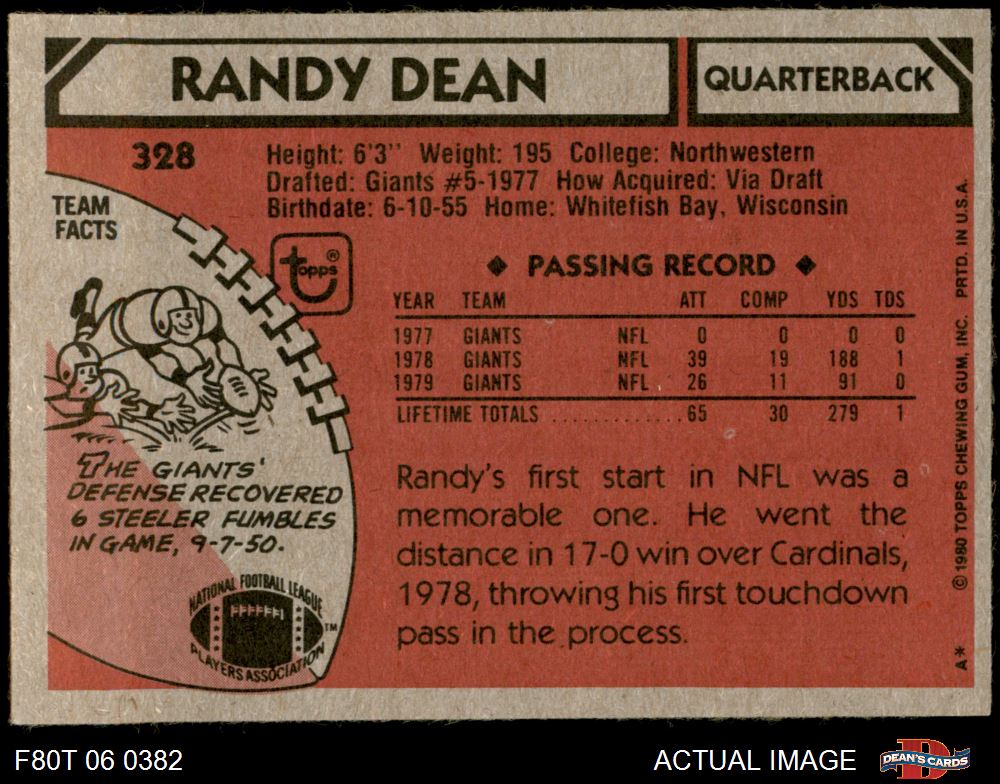 RANDY DEAN
QUARTERBACK
328
Height: 6'3" Weight: 195 College: Northwestern
Drafted: Giants #5-1977 How Acquired: Via Draft
Birthdate: 6-10-55 Home: Whitefish Bay, Wisconsin
TEAM
FACTS
topps®
◆ PASSING RECORD ◆
YEAR TEAM ATT COMP YDS TDS
1977 GIANTS NFL 0 0 0 0
1978 GIANTS NFL 39 19 188 1
1979 GIANTS NFL 26 11 91 0
LIFETIME TOTALS . . . . . . . . . . . . . 65 30 279 1
THE GIANTS'
DEFENSE RECOVERED
6 STEELER FUMBLES
IN GAME, 9-7-50.
NATIONAL FOOTBALL LEAGUE
PLAYERS ASSOCIATION
TM
Randy's first start in NFL was a
memorable one. He went the
distance in 17-0 win over Cardinals,
1978, throwing his first touchdown
pass in the process.
A* © 1980 TOPPS CHEWING GUM, INC. PRTD. IN U.S.A.
F80T 06 0382
ACTUAL IMAGE
DEAN'S CARDS